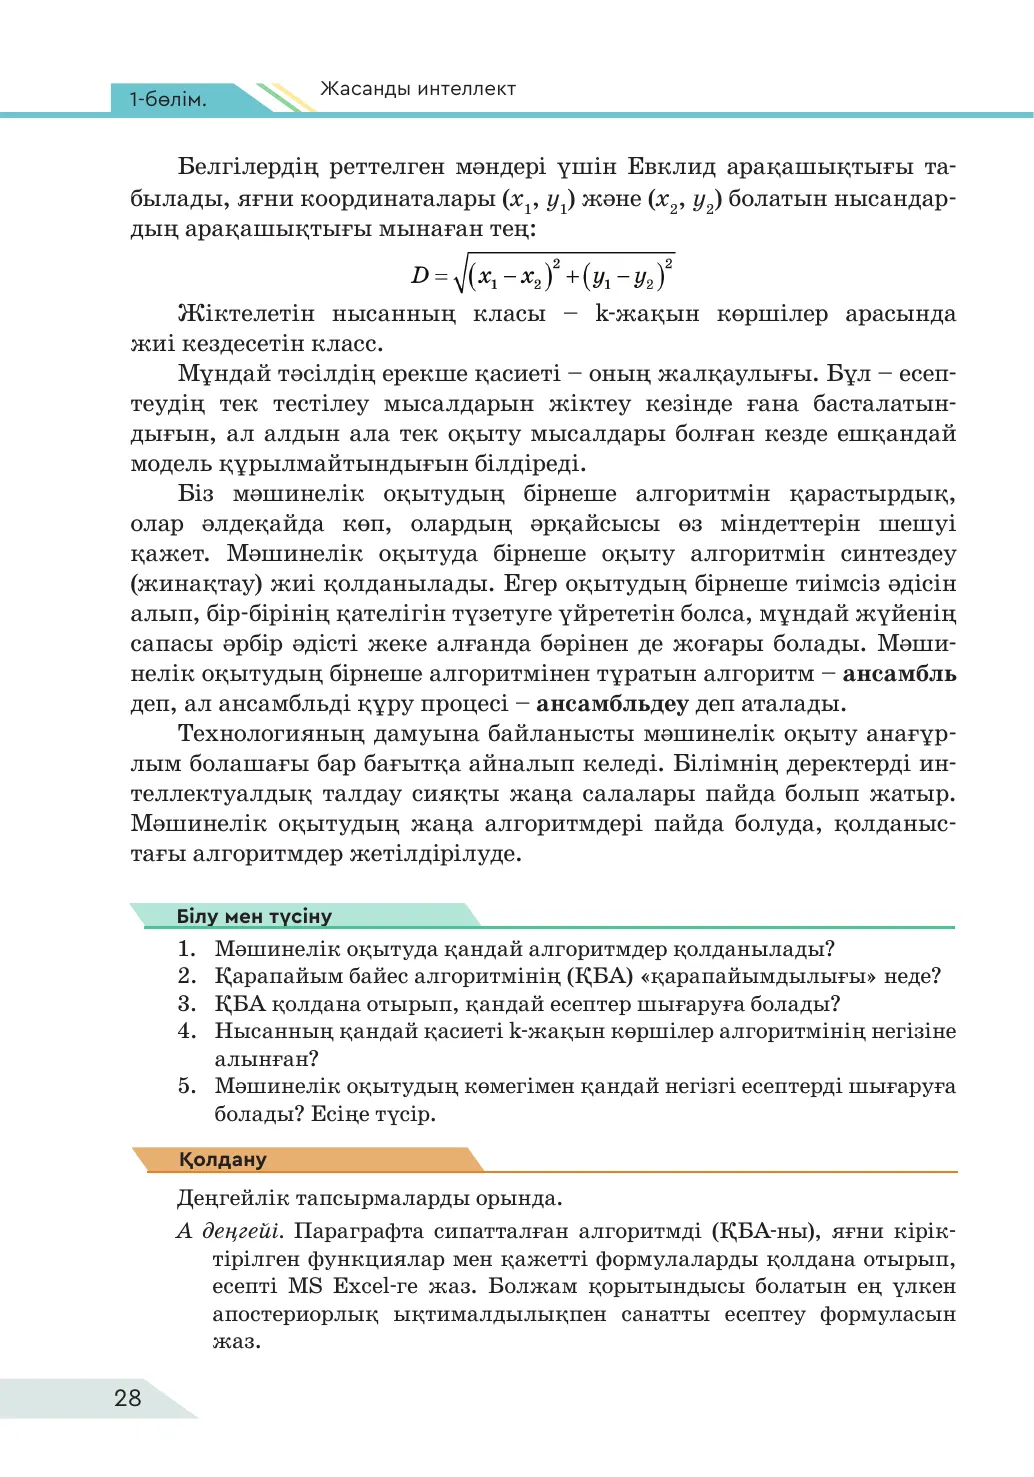 1-бөлім.
Жасанды интеллект
Белгілердің реттелген мәндері үшін Евклид арақашықтығы та-
былады, яғни координаталары (x₁, y₁) және (x₂, y₂) болатын нысандар-
дың арақашықтығы мынаған тең:
D = √((x₁ – x₂)² + (y₁ – y₂)²)
Жіктелетін нысанның класы – k-жақын көршілер арасында
жиі кездесетін класс.
Мұндай тәсілдің ерекше қасиеті – оның жалқаулығы. Бұл – есеп-
теудің тек тестілеу мысалдарын жіктеу кезінде ғана басталатын-
дығын, ал алдын ала тек оқыту мысалдары болған кезде ешқандай
модель құрылмайтындығын білдіреді.
Біз мәшинелік оқытудың бірнеше алгоритмін қарастырдық,
олар әлдеқайда көп, олардың әрқайсысы өз міндеттерін шешуі
қажет. Мәшинелік оқытуда бірнеше оқыту алгоритмін синтездеу
(жинақтау) жиі қолданылады. Егер оқытудың бірнеше тиімсіз әдісін
алып, бір-бірінің қателігін түзетуге үйрететін болса, мұндай жүйенің
сапасы әрбір әдісті жеке алғанда бәрінен де жоғары болады. Мәши-
нелік оқытудың бірнеше алгоритмінен тұратын алгоритм – ансамбль
деп, ал ансамбльді құру процесі – ансамбльдеу деп аталады.
Технологияның дамуына байланысты мәшинелік оқыту анағұр-
лым болашағы бар бағытқа айналып келеді. Білімнің деректерді ин-
теллектуалдық талдау сияқты жаңа салалары пайда болып жатыр.
Мәшинелік оқытудың жаңа алгоритмдері пайда болуда, қолданыс-
тағы алгоритмдер жетілдірілуде.
Білу мен түсіну
1. Мәшинелік оқытуда қандай алгоритмдер қолданылады?
2. Қарапайым байес алгоритмінің (ҚБА) «қарапайымдылығы» неде?
3. ҚБА қолдана отырып, қандай есептер шығаруға болады?
4. Нысанның қандай қасиеті k-жақын көршілер алгоритмінің негізіне
алынған?
5. Мәшинелік оқытудың көмегімен қандай негізгі есептерді шығаруға
болады? Есіңе түсір.
Қолдану
Деңгейлік тапсырмаларды орында.
А деңгейі. Параграфта сипатталған алгоритмді (ҚБА-ны), яғни кірік-
тірілген функциялар мен қажетті формулаларды қолдана отырып,
есепті MS Excel-ге жаз. Болжам қорытындысы болатын ең үлкен
апостериорлық ықтималдылықпен санатты есептеу формуласын
жаз.
28